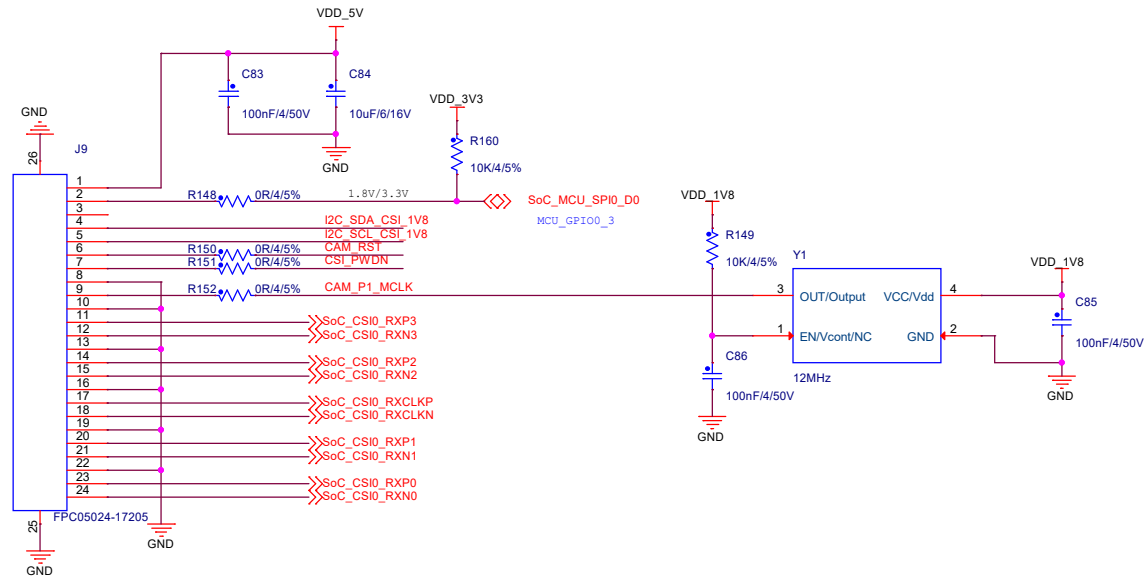 VDD_5V
C83
100nF/4/50V
C84
10uF/6/16V
GND
VDD_3V3
R160
10K/4/5%
GND
26
J9
1
2
3
4
5
6
7
8
9
10
11
12
13
14
15
16
17
18
19
20
21
22
23
24
R148
0R/4/5%
1.8V/3.3V
SoC_MCU_SPI0_D0
MCU_GPIO0_3
I2C_SDA_CSI_1V8
I2C_SCL_CSI_1V8
R150
0R/4/5%
CAM_RST
R151
0R/4/5%
CSI_PWDN
R152
0R/4/5%
CAM_P1_MCLK
SoC_CSI0_RXP3
SoC_CSI0_RXN3
SoC_CSI0_RXP2
SoC_CSI0_RXN2
SoC_CSI0_RXCLKP
SoC_CSI0_RXCLKN
SoC_CSI0_RXP1
SoC_CSI0_RXN1
SoC_CSI0_RXP0
SoC_CSI0_RXN0
25
FPC05024-17205
GND
GND
VDD_1V8
R149
10K/4/5%
Y1
3
OUT/Output
VCC/Vdd
4
1
EN/Vcont/NC
GND
2
12MHz
C86
100nF/4/50V
GND
VDD_1V8
C85
100nF/4/50V
GND